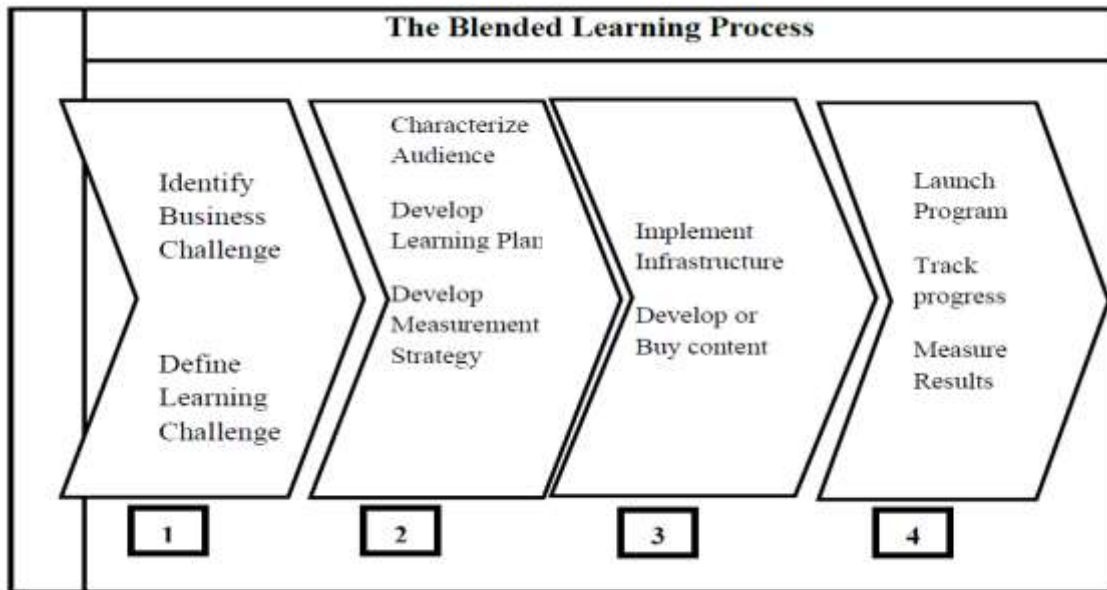 The Blended Learning Process
Identify
Business
Challenge
Define
Learning
Challenge
Characterize
Audience
Develop
Learning Plan
Develop
Measurement
Strategy
Implement
Infrastructure
Develop or
Buy content
Launch
Program
Track
progress
Measure
Results
1
2
3
4